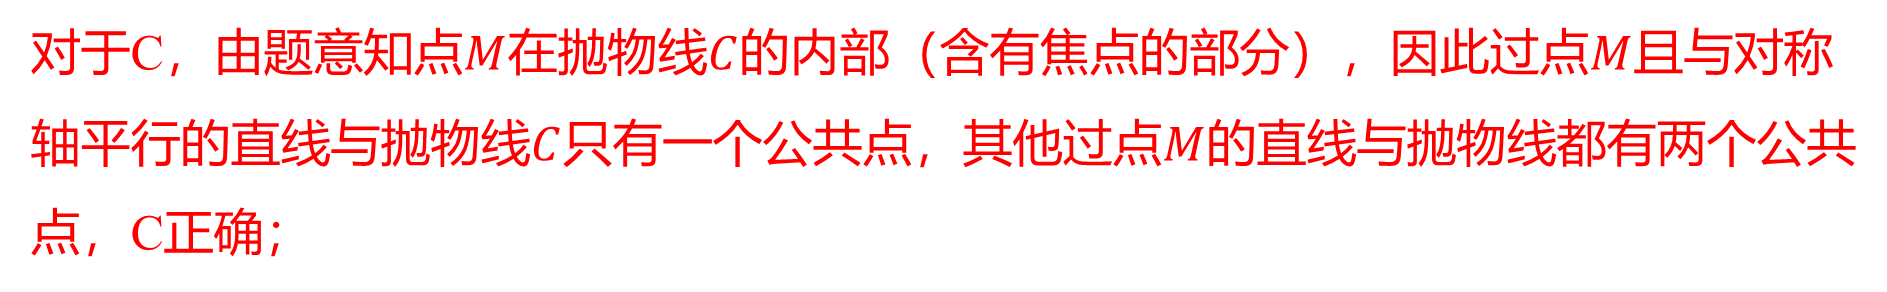 对于C，由题意知点M在抛物线C的内部（含有焦点的部分），因此过点M且与对称
轴平行的直线与抛物线C只有一个公共点，其他过点M的直线与抛物线都有两个公共
点，C正确；